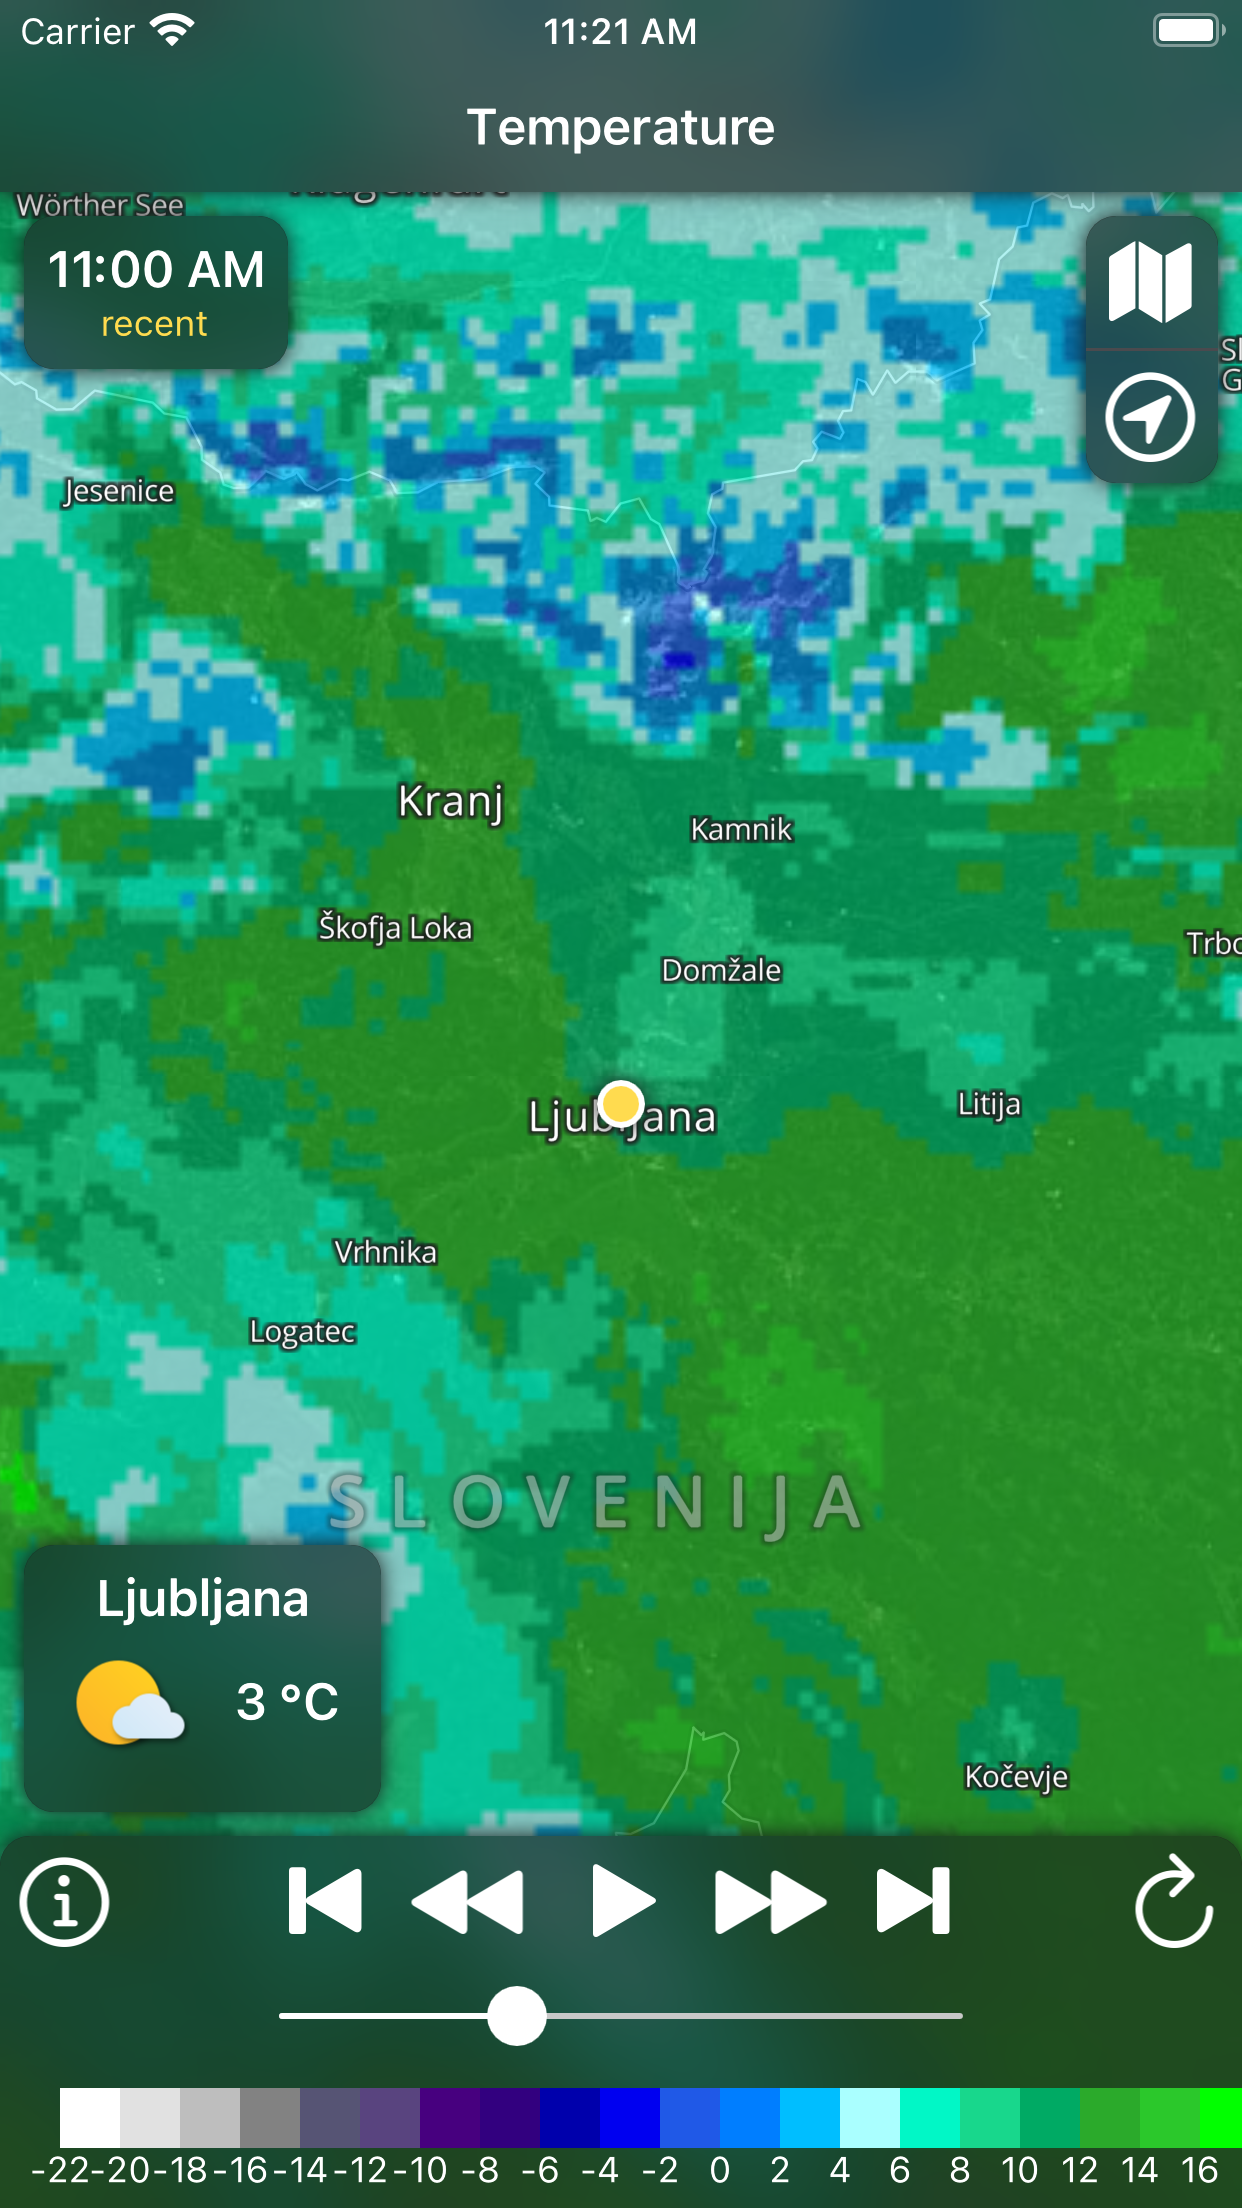 Carrier 11:21 AM
Temperature
Wörther See
11:00 AM
recent
Jesenice
Kranj
Kamnik
Škofja Loka
Domžale
Ljubljana
Litija
Vrhnika
Logatec
SLOVENIJA
Ljubljana
3 °C
Kočevje
-22 -20 -18 -16 -14 -12 -10 -8 -6 -4 -2 0 2 4 6 8 10 12 14 16